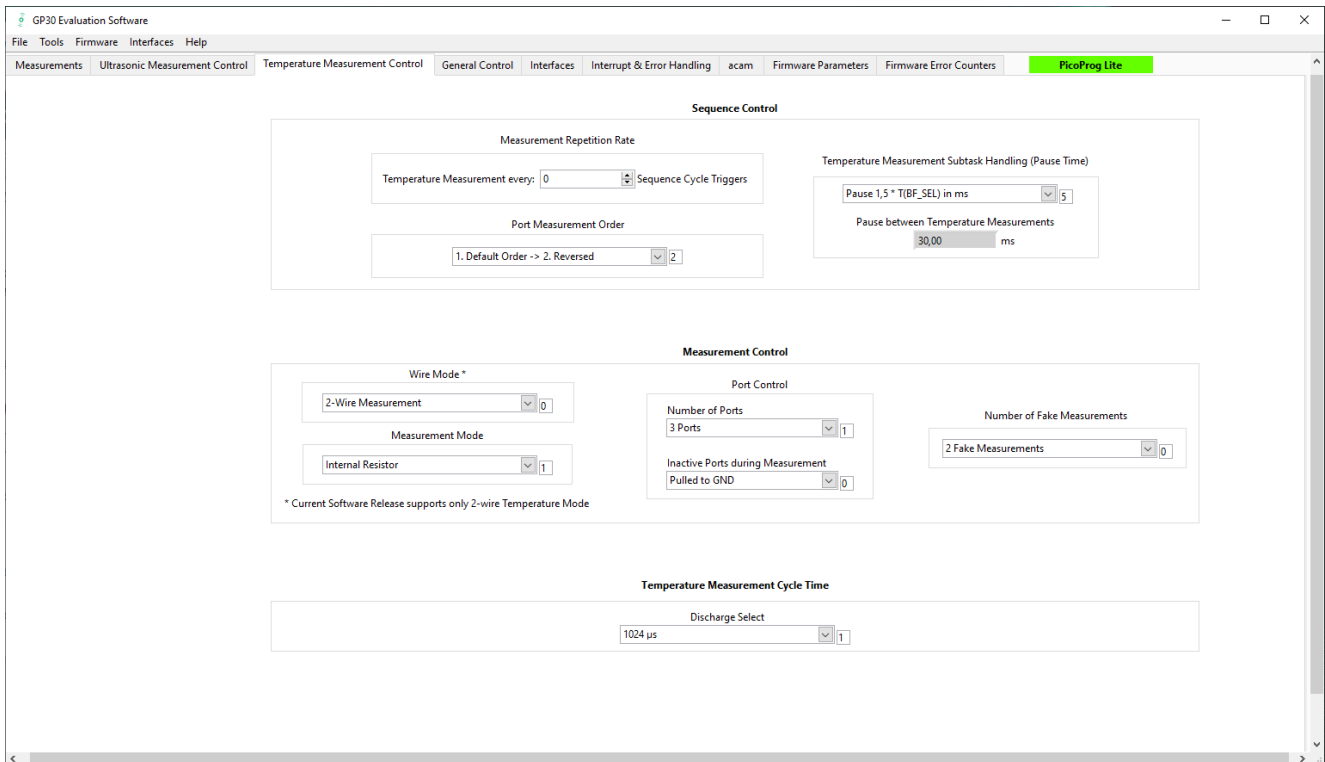 GP30 Evaluation Software
File Tools Firmware Interfaces Help
Measurements Ultrasonic Measurement Control Temperature Measurement Control General Control Interfaces Interrupt & Error Handling acam Firmware Parameters Firmware Error Counters PicoProg Lite
Sequence Control
Measurement Repetition Rate
Temperature Measurement every: 0 Sequence Cycle Triggers
Port Measurement Order
1. Default Order -> 2. Reversed 2
Temperature Measurement Subtask Handling (Pause Time)
Pause 1,5 * T(BF_SEL) in ms 5
Pause between Temperature Measurements
30,00 ms
Measurement Control
Wire Mode *
2-Wire Measurement 0
Measurement Mode
Internal Resistor 1
* Current Software Release supports only 2-wire Temperature Mode
Port Control
Number of Ports
3 Ports 1
Inactive Ports during Measurement
Pulled to GND 0
Number of Fake Measurements
2 Fake Measurements 0
Temperature Measurement Cycle Time
Discharge Select
1024 µs 1